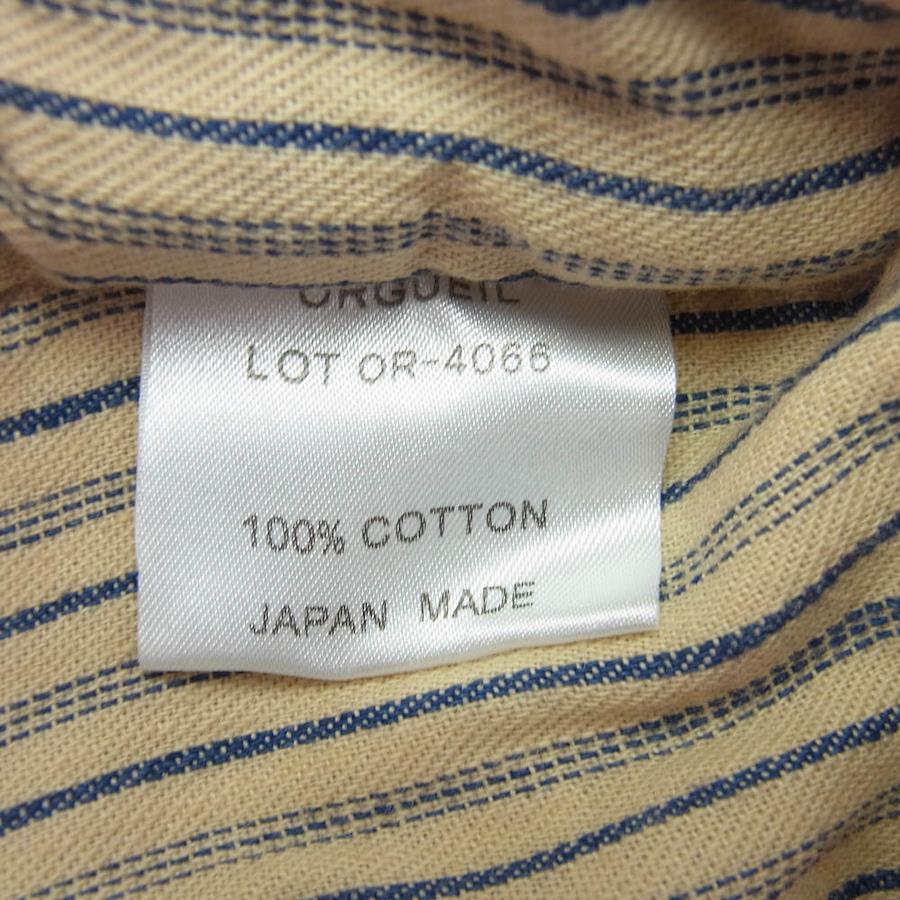 ORGUEIL
LOT OR-4066
100% COTTON
JAPAN MADE